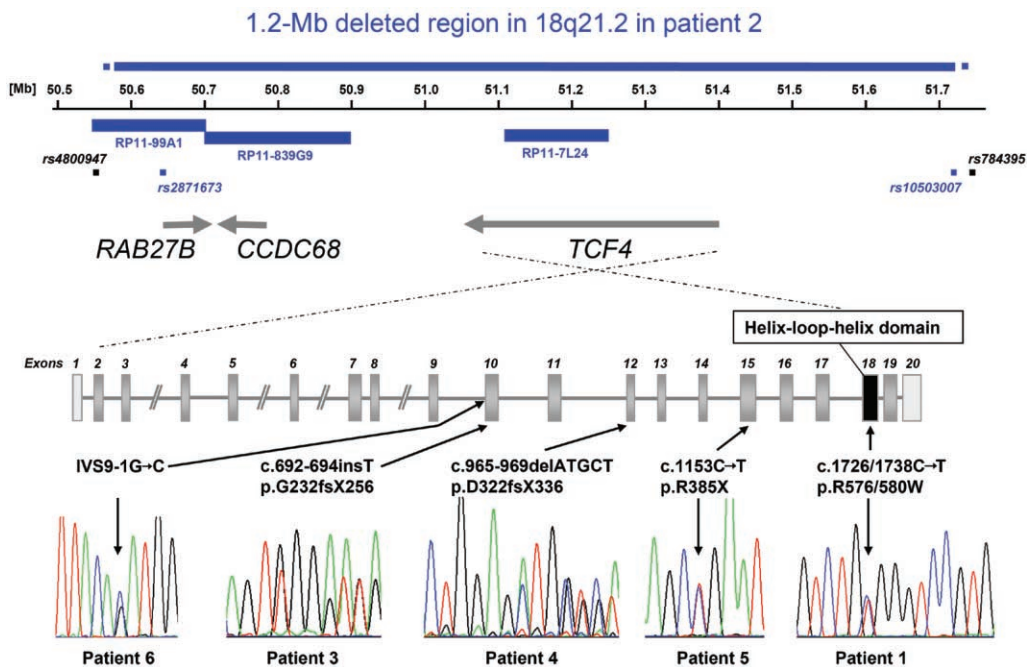 1.2-Mb deleted region in 18q21.2 in patient 2
[Mb] 50.5 50.6 50.7 50.8 50.9 51.0 51.1 51.2 51.3 51.4 51.5 51.6 51.7
RP11-99A1
RP11-839G9
RP11-7L24
rs4800947
rs784395
rs2871673
rs10503007
RAB27B CCDC68 TCF4
Helix-loop-helix domain
Exons 1 2 3 4 5 6 7 8 9 10 11 12 13 14 15 16 17 18 19 20
IVS9-1G→C c.692-694insT c.965-969delATGCT c.1153C→T c.1726/1738C→T
p.G232fsX256 p.D322fsX336 p.R385X p.R576/580W
Patient 6 Patient 3 Patient 4 Patient 5 Patient 1